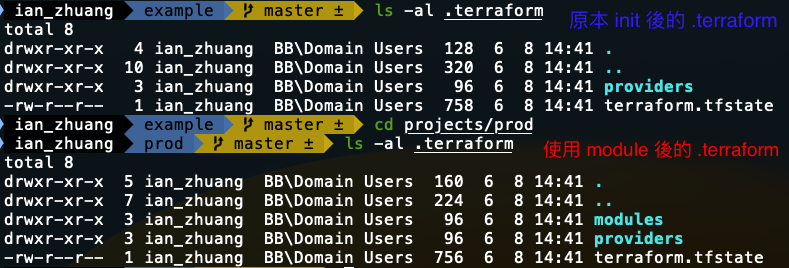 ian_zhuang example master ± ls -al .terraform 原本 init 後的 .terraform
total 8
drwxr-xr-x 4 ian_zhuang BB\Domain Users 128 6 8 14:41 .
drwxr-xr-x 10 ian_zhuang BB\Domain Users 320 6 8 14:41 ..
drwxr-xr-x 3 ian_zhuang BB\Domain Users 96 6 8 14:41 providers
-rw-r--r-- 1 ian_zhuang BB\Domain Users 758 6 8 14:41 terraform.tfstate
ian_zhuang example master ± cd projects/prod
ian_zhuang prod master ± ls -al .terraform 使用 module 後的 .terraform
total 8
drwxr-xr-x 5 ian_zhuang BB\Domain Users 160 6 8 14:41 .
drwxr-xr-x 7 ian_zhuang BB\Domain Users 224 6 8 14:41 ..
drwxr-xr-x 3 ian_zhuang BB\Domain Users 96 6 8 14:41 modules
drwxr-xr-x 3 ian_zhuang BB\Domain Users 96 6 8 14:41 providers
-rw-r--r-- 1 ian_zhuang BB\Domain Users 756 6 8 14:41 terraform.tfstate